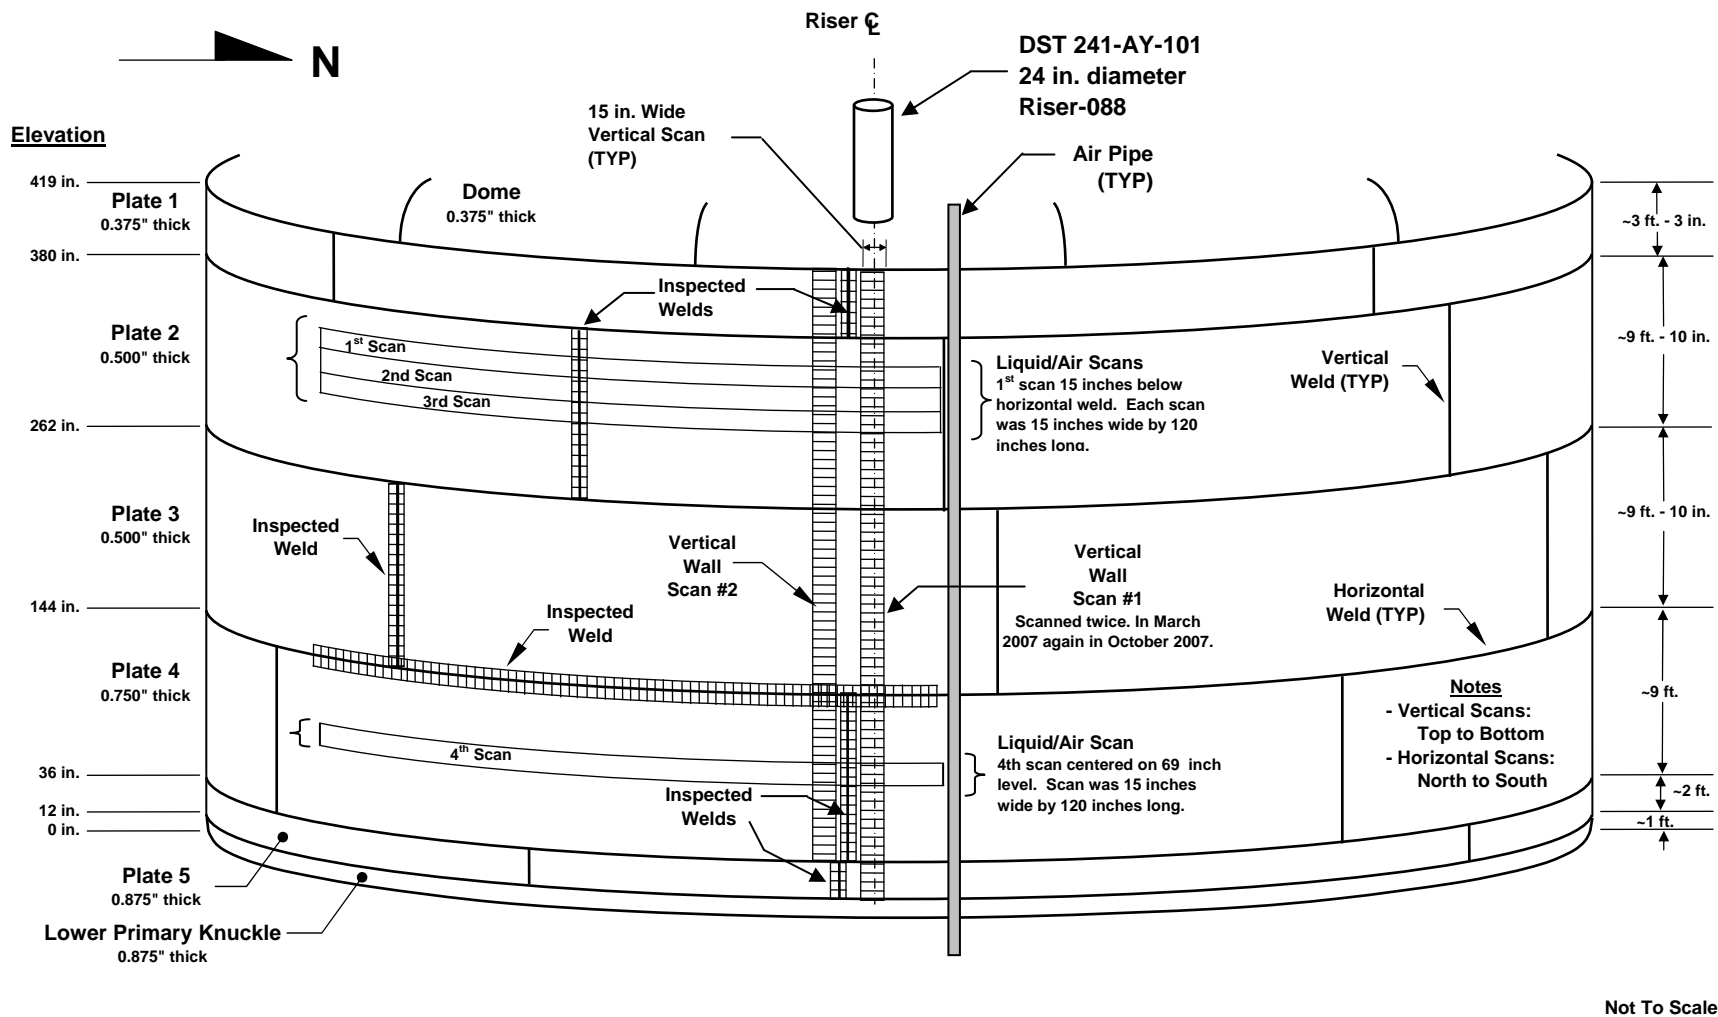 Riser ℄
N
DST 241-AY-101
24 in. diameter
Riser-088
15 in. Wide
Vertical Scan
(TYP)
Air Pipe
(TYP)
Elevation
419 in.
380 in.
262 in.
144 in.
36 in.
12 in.
0 in.
Plate 1
0.375" thick
Dome
0.375" thick
~3 ft. - 3 in.
Inspected
Welds
Plate 2
0.500" thick
1st Scan
2nd Scan
3rd Scan
Liquid/Air Scans
1st scan 15 inches below
horizontal weld. Each scan
was 15 inches wide by 120
inches long.
Vertical
Weld (TYP)
~9 ft. - 10 in.
Plate 3
0.500" thick
Inspected
Weld
Vertical
Wall
Scan #2
Vertical
Wall
Scan #1
Scanned twice. In March
2007 again in October 2007.
~9 ft. - 10 in.
Inspected
Weld
Horizontal
Weld (TYP)
Plate 4
0.750" thick
4th Scan
Liquid/Air Scan
4th scan centered on 69 inch
level. Scan was 15 inches
wide by 120 inches long.
Notes
- Vertical Scans:
Top to Bottom
- Horizontal Scans:
North to South
~9 ft.
~2 ft.
~1 ft.
Inspected
Welds
Plate 5
0.875" thick
Lower Primary Knuckle
0.875" thick
Not To Scale